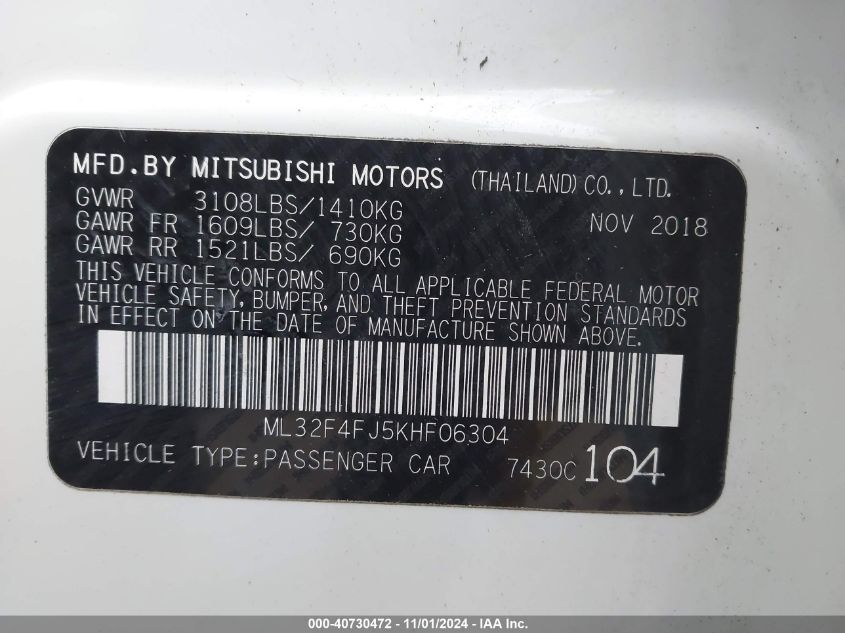 MFD.BY MITSUBISHI MOTORS (THAILAND) CO., LTD.
GVWR 3108LBS/1410KG NOV 2018
GAWR FR 1609LBS/ 730KG
GAWR RR 1521LBS/ 690KG
THIS VEHICLE CONFORMS TO ALL APPLICABLE FEDERAL MOTOR
VEHICLE SAFETY, BUMPER, AND THEFT PREVENTION STANDARDS
IN EFFECT ON THE DATE OF MANUFACTURE SHOWN ABOVE.
ML32F4FJ5KHF06304
VEHICLE TYPE:PASSENGER CAR 7430C 104
000-40730472 - 11/01/2024 - IAA Inc.